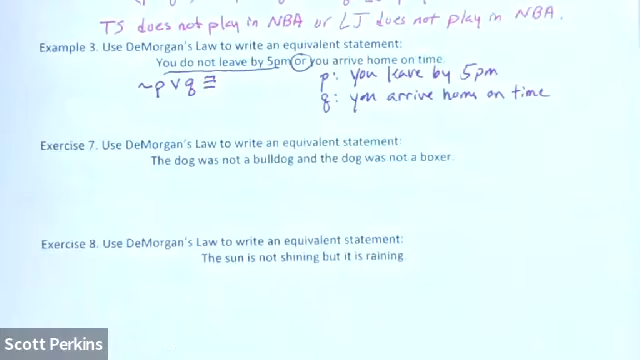 TS does not play in NBA or LJ does not play in NBA.
Example 3. Use DeMorgan's Law to write an equivalent statement:
You do not leave by 5pm or you arrive home on time.
~p ∨ q ≡
p: you leave by 5pm
q: you arrive home on time
Exercise 7. Use DeMorgan's Law to write an equivalent statement:
The dog was not a bulldog and the dog was not a boxer.
Exercise 8. Use DeMorgan's Law to write an equivalent statement:
The sun is not shining but it is raining
Scott Perkins